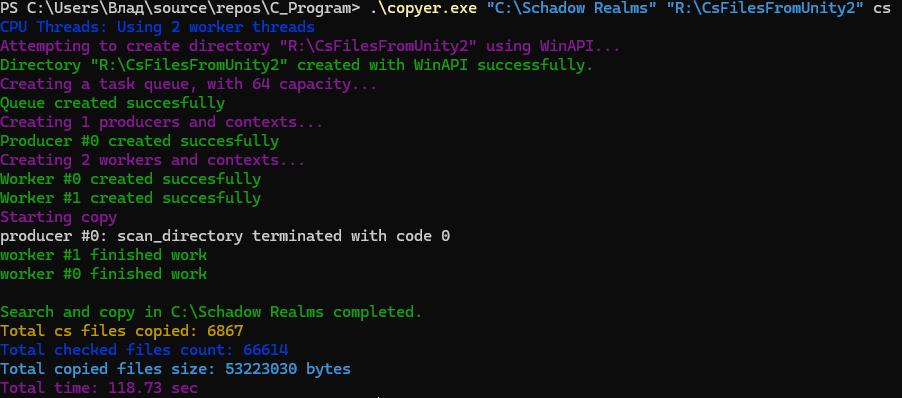 PS C:\Users\Влад\source\repos\C_Program> .\copyer.exe "C:\Schadow Realms" "R:\CsFilesFromUnity2" cs
CPU Threads: Using 2 worker threads
Attempting to create directory "R:\CsFilesFromUnity2" using WinAPI...
Directory "R:\CsFilesFromUnity2" created with WinAPI successfully.
Creating a task queue, with 64 capacity...
Queue created succesfully
Creating 1 producers and contexts...
Producer #0 created succesfully
Creating 2 workers and contexts...
Worker #0 created succesfully
Worker #1 created succesfully
Starting copy
producer #0: scan_directory terminated with code 0
worker #1 finished work
worker #0 finished work
Search and copy in C:\Schadow Realms completed.
Total cs files copied: 6867
Total checked files count: 66614
Total copied files size: 53223030 bytes
Total time: 118.73 sec